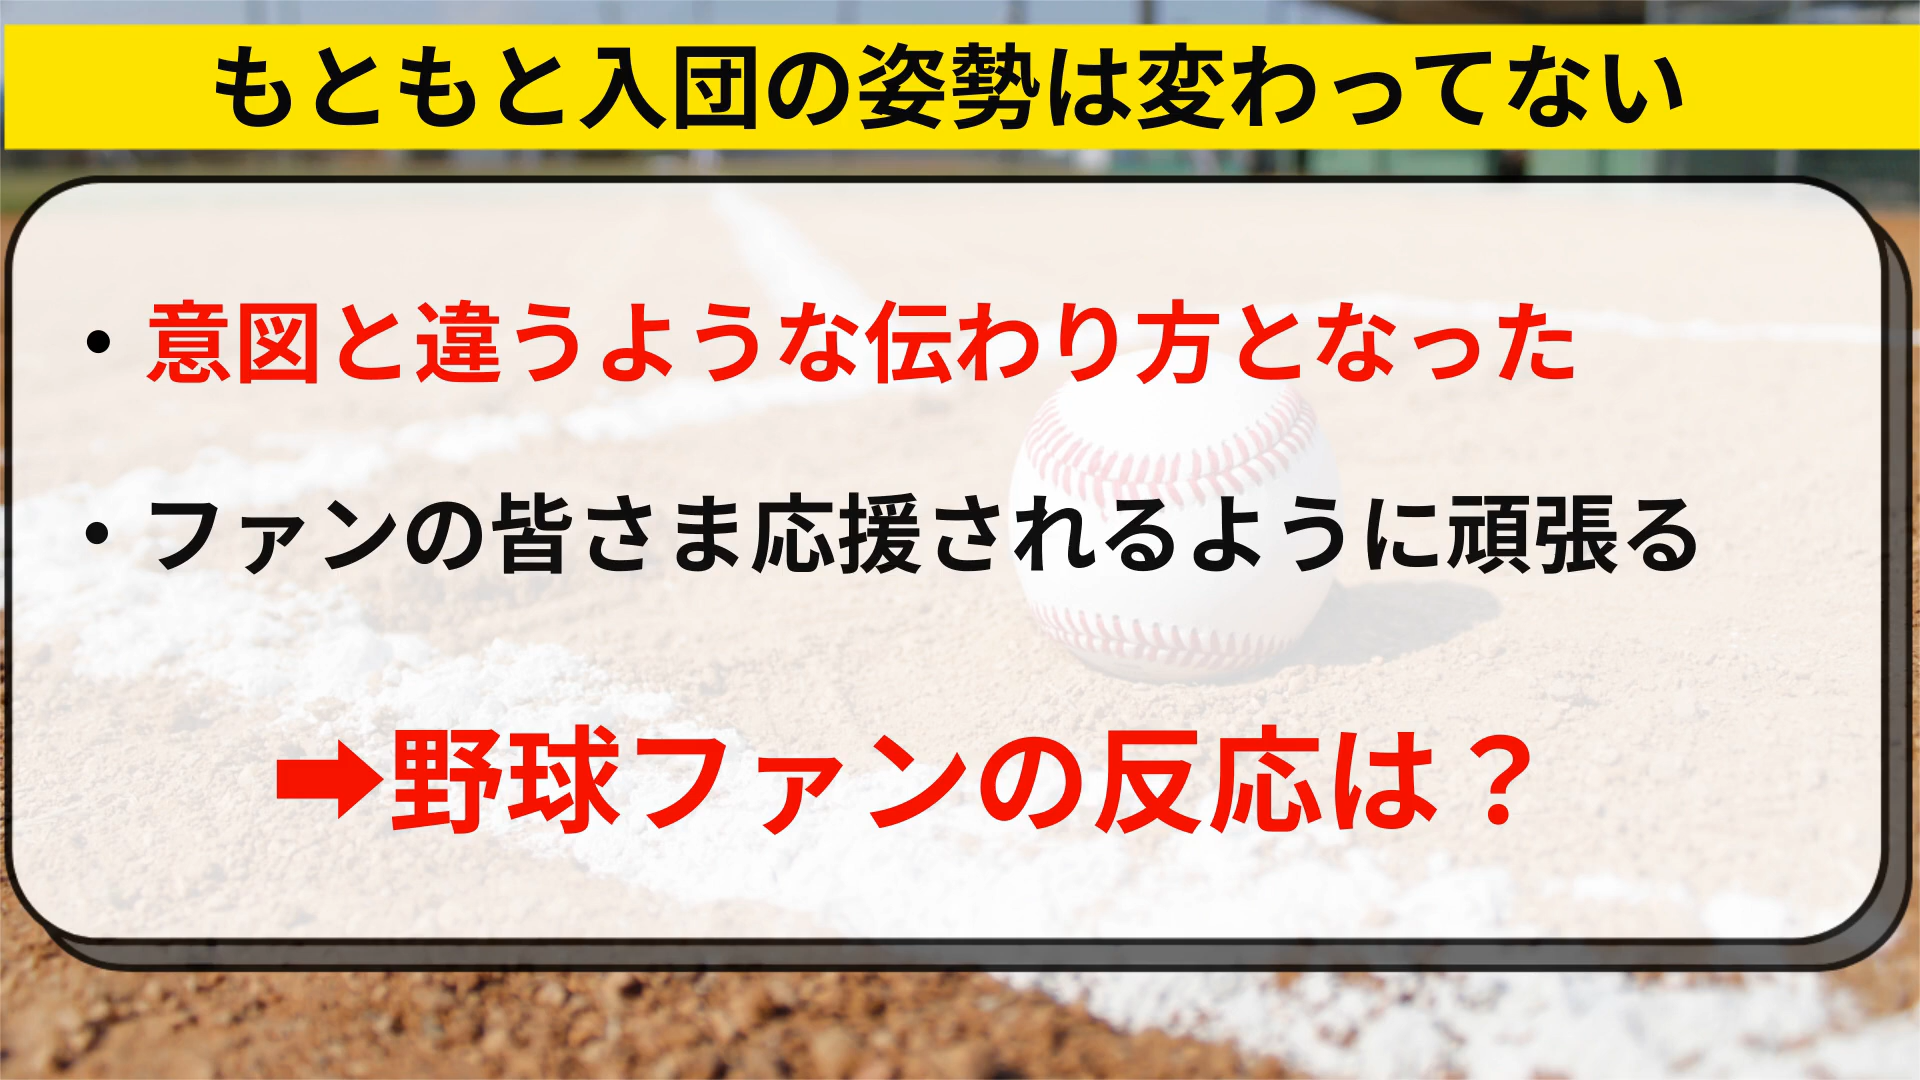 もともと入団の姿勢は変わってない
・意図と違うような伝わり方となった
・ファンの皆さま応援されるように頑張る
➡野球ファンの反応は？